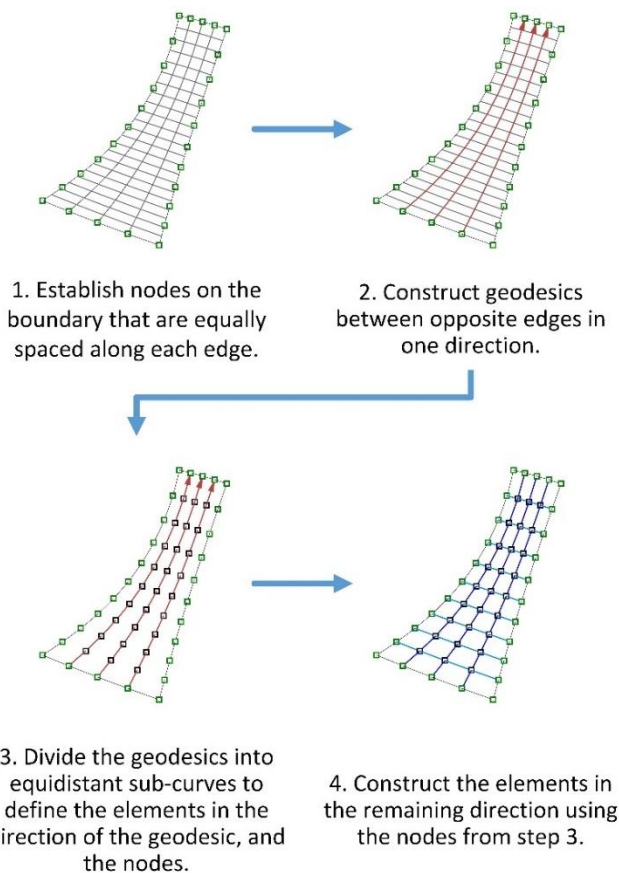 1. Establish nodes on the
boundary that are equally
spaced along each edge.
2. Construct geodesics
between opposite edges in
one direction.
3. Divide the geodesics into
equidistant sub-curves to
define the elements in the
irection of the geodesic, and
the nodes.
4. Construct the elements in
the remaining direction using
the nodes from step 3.